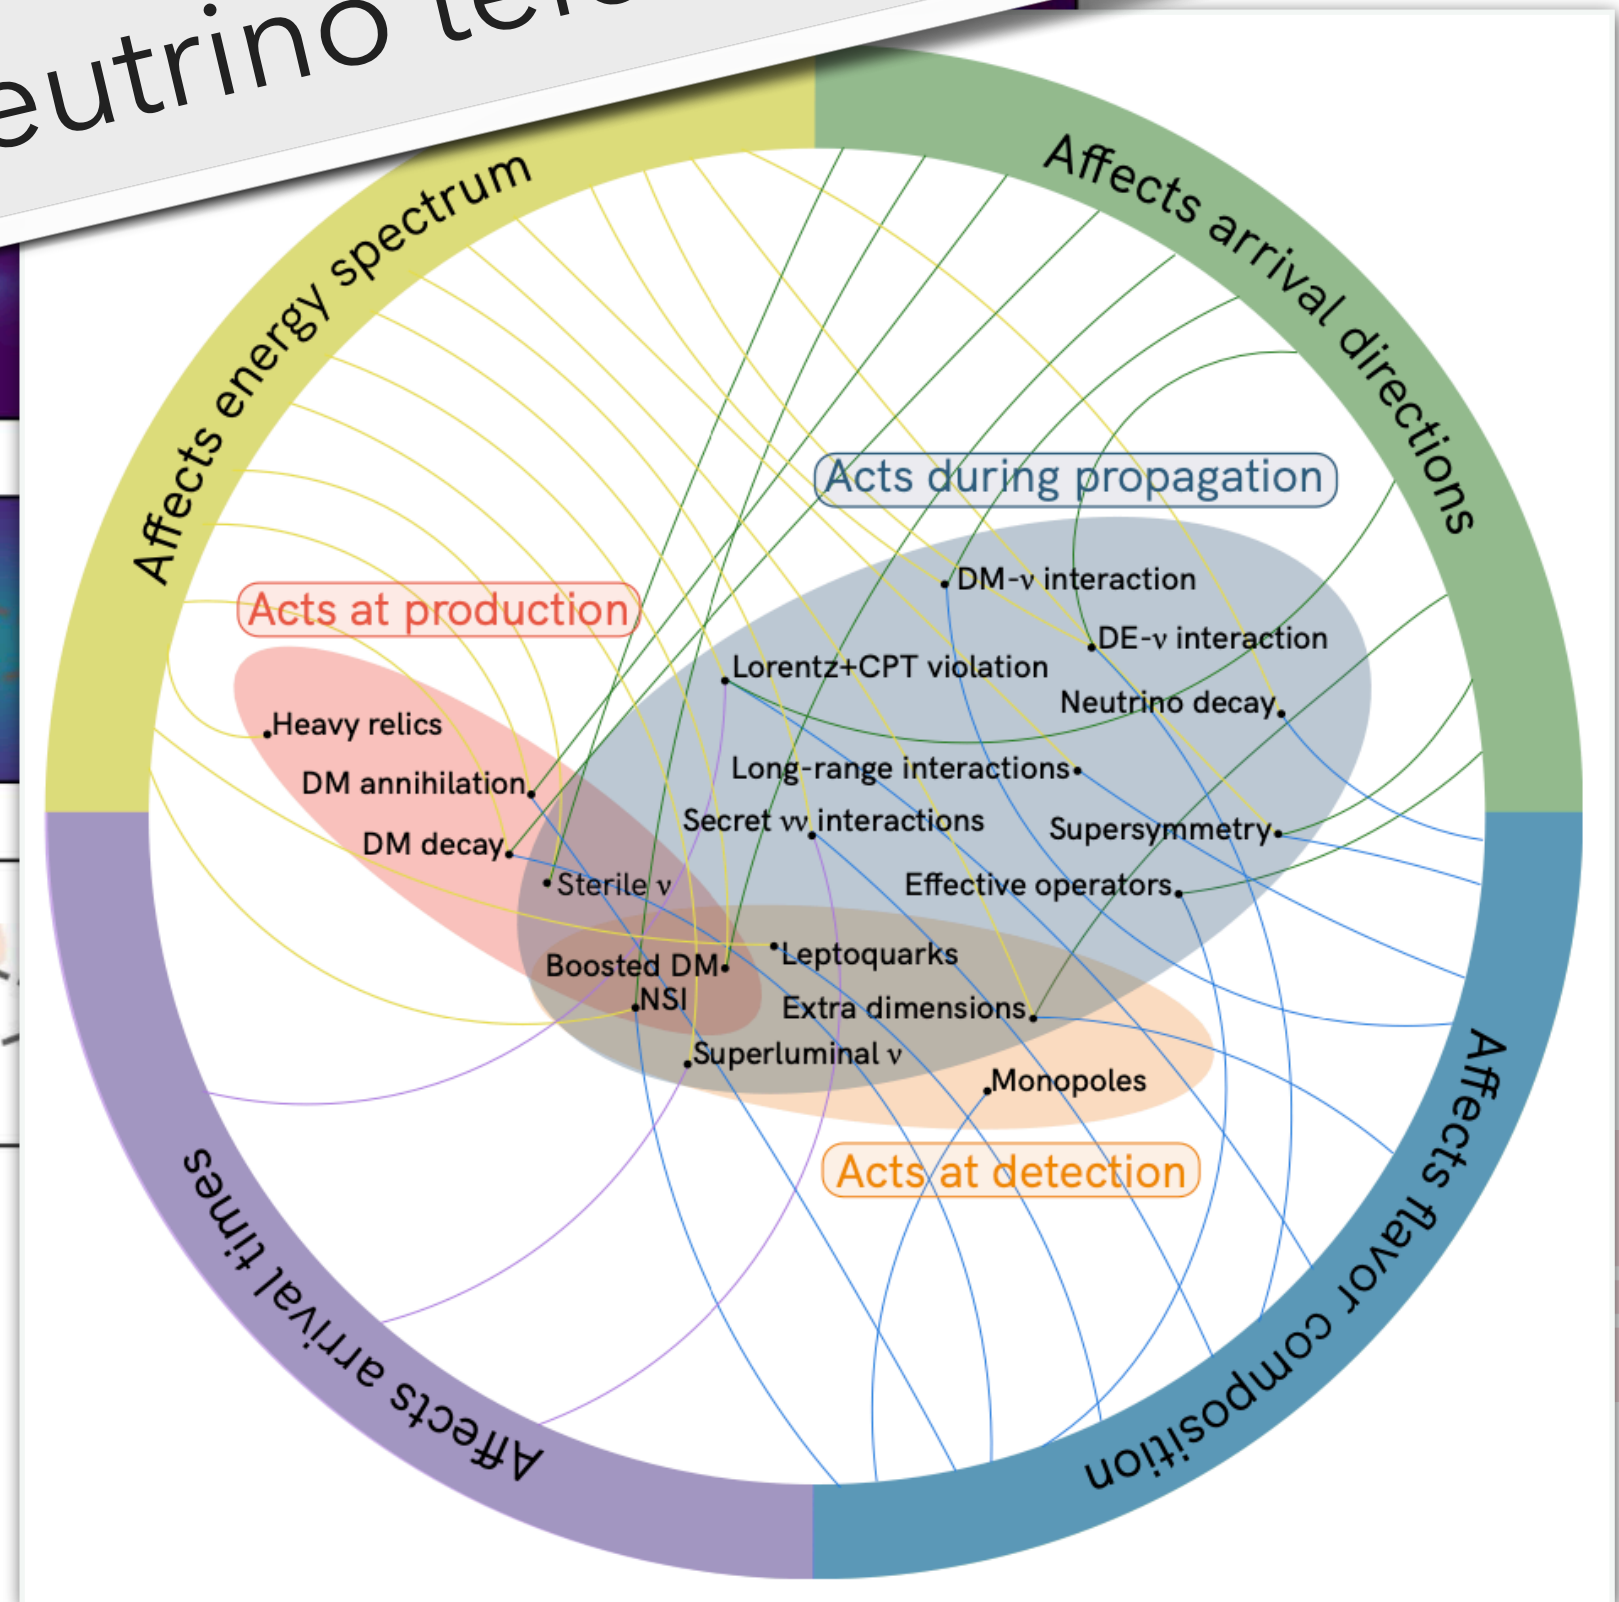 Affects energy spectrum
Affects arrival directions
Acts during propagation
DM-ν interaction
Acts at production
DE-ν interaction
Lorentz+CPT violation
Neutrino decay
Heavy relics
Long-range interactions
DM annihilation
Secret νν interactions
Supersymmetry
DM decay
Sterile ν
Effective operators
Leptoquarks
Boosted DM
NSI
Extra dimensions
Superluminal ν
Monopoles
Acts at detection
Affects arrival times
Affects flavor composition